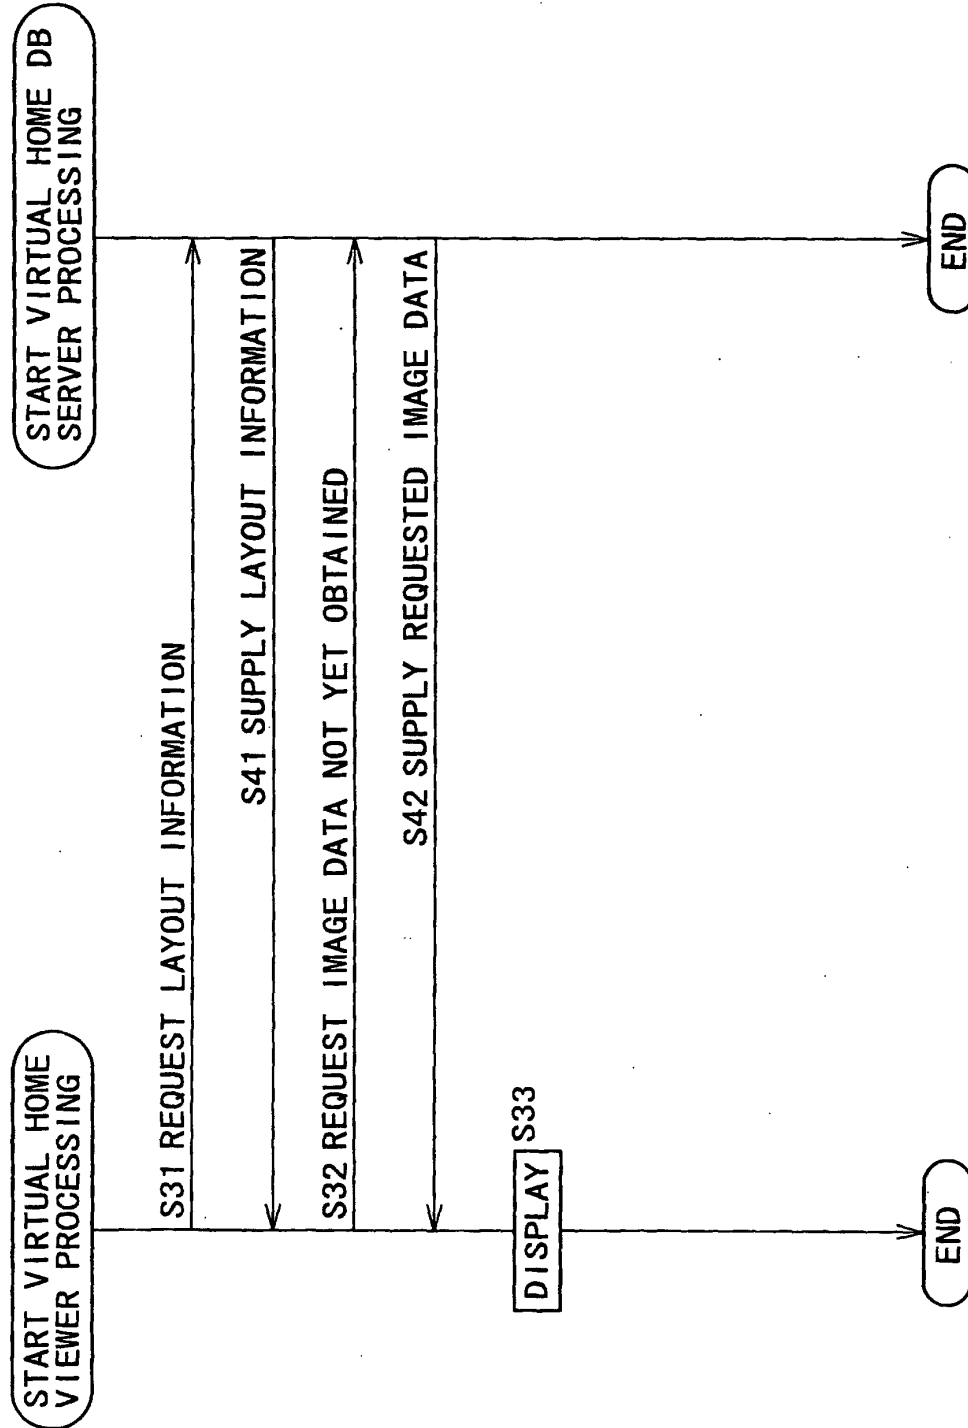 START VIRTUAL HOME
VIEWER PROCESSING
START VIRTUAL HOME DB
SERVER PROCESSING
S31 REQUEST LAYOUT INFORMATION
S41 SUPPLY LAYOUT INFORMATION
S32 REQUEST IMAGE DATA NOT YET OBTAINED
S42 SUPPLY REQUESTED IMAGE DATA
DISPLAY S33
END
END